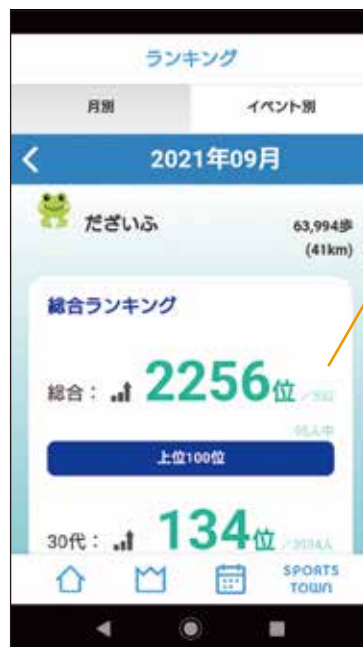 ランキング
月別 イベント別
2021年09月
だざいふ 63,994歩
(41km)
総合ランキング
総合： 2256位
上位100位
30代： 134位
SPORTS
TOWN